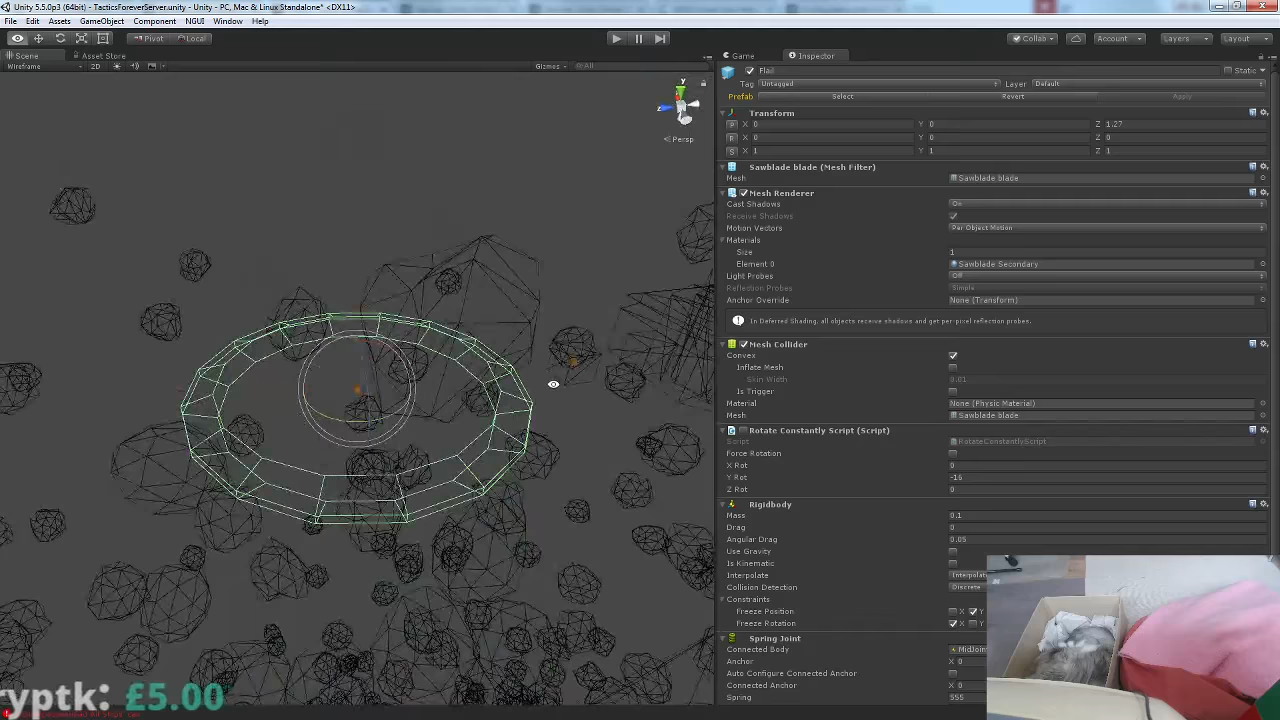 Unity 5.5.0p3 (64bit) - TacticsForeverServer.unity - Unity - PC, Mac & Linux Standalone* <DX11>
File Edit Assets GameObject Component NGUI Window Help
Pivot Local Collab Account Layers Layout
Scene Asset Store Game Inspector
Wireframe 2D Gizmos All
Flail Static
Tag Untagged Layer Default
Prefab Select Revert Apply
Transform
P X 0 Y 0 Z 1.27
R X 0 Y 0 Z 0
S X 1 Y 1 Z 1
y
z
Persp
Sawblade blade (Mesh Filter)
Mesh Sawblade blade
Mesh Renderer
Cast Shadows On
Receive Shadows
Motion Vectors Per Object Motion
Materials
Size 1
Element 0 Sawblade Secondary
Light Probes Off
Reflection Probes Simple
Anchor Override None (Transform)
In Deferred Shading, all objects receive shadows and get per-pixel reflection probes.
Mesh Collider
Convex
Inflate Mesh
Skin Width 0.01
Is Trigger
Material None (Physic Material)
Mesh Sawblade blade
Rotate Constantly Script (Script)
Script RotateConstantlyScript
Force Rotation
X Rot 0
Y Rot -16
Z Rot 0
Rigidbody
Mass 0.1
Drag 0
Angular Drag 0.05
Use Gravity
Is Kinematic
Interpolate Interpolat
Collision Detection Discrete
Constraints
Freeze Position X Y
Freeze Rotation X Y
Spring Joint
Connected Body MidJoin
Anchor X 0
Auto Configure Connected Anchor
Connected Anchor X 0
Spring 555
ryptk: £5.00